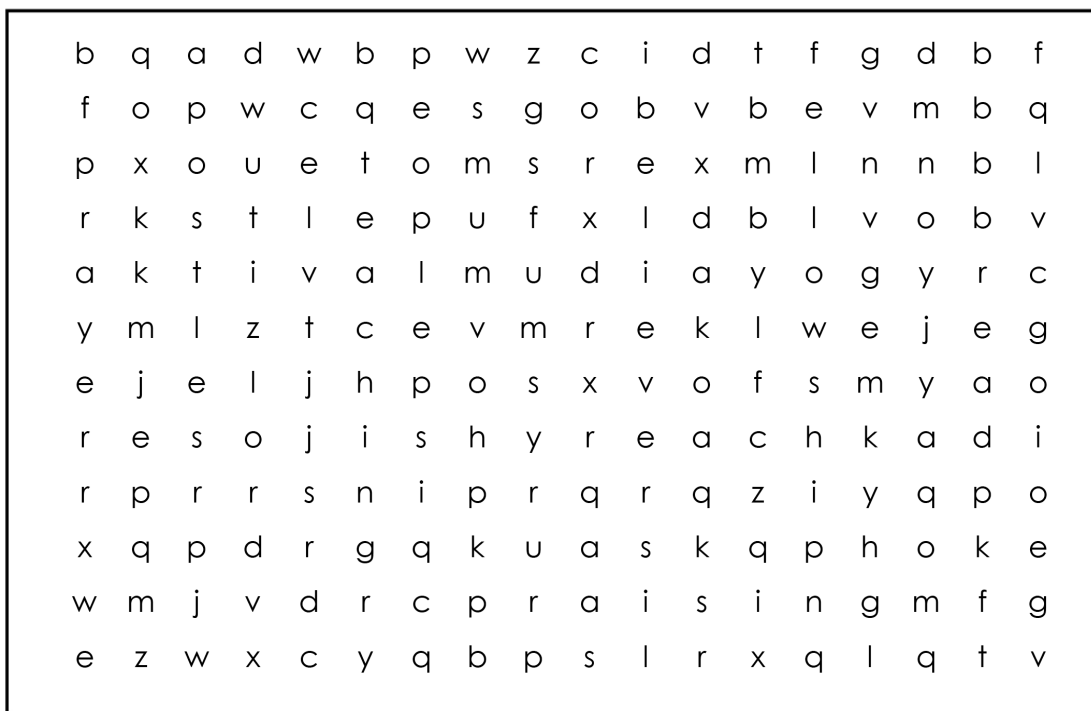 b q a d w b p w z c i d t f g d b f
f o p w c q e s g o b v b e v m b q
p x o u e t o m s r e x m l n n b l
r k s t l e p u f x l d b l v o b v
a k t i v a l m u d i a y o g y r c
y m l z t c e v m r e k l w e j e g
e j e l j h p o s x v o f s m y a o
r e s o j i s h y r e a c h k a d i
r p r r s n i p r q r q z i y q p o
x q p d r g q k u a s k q p h o k e
w m j v d r c p r a i s i n g m f g
e z w x c y q b p s l r x q l q t v